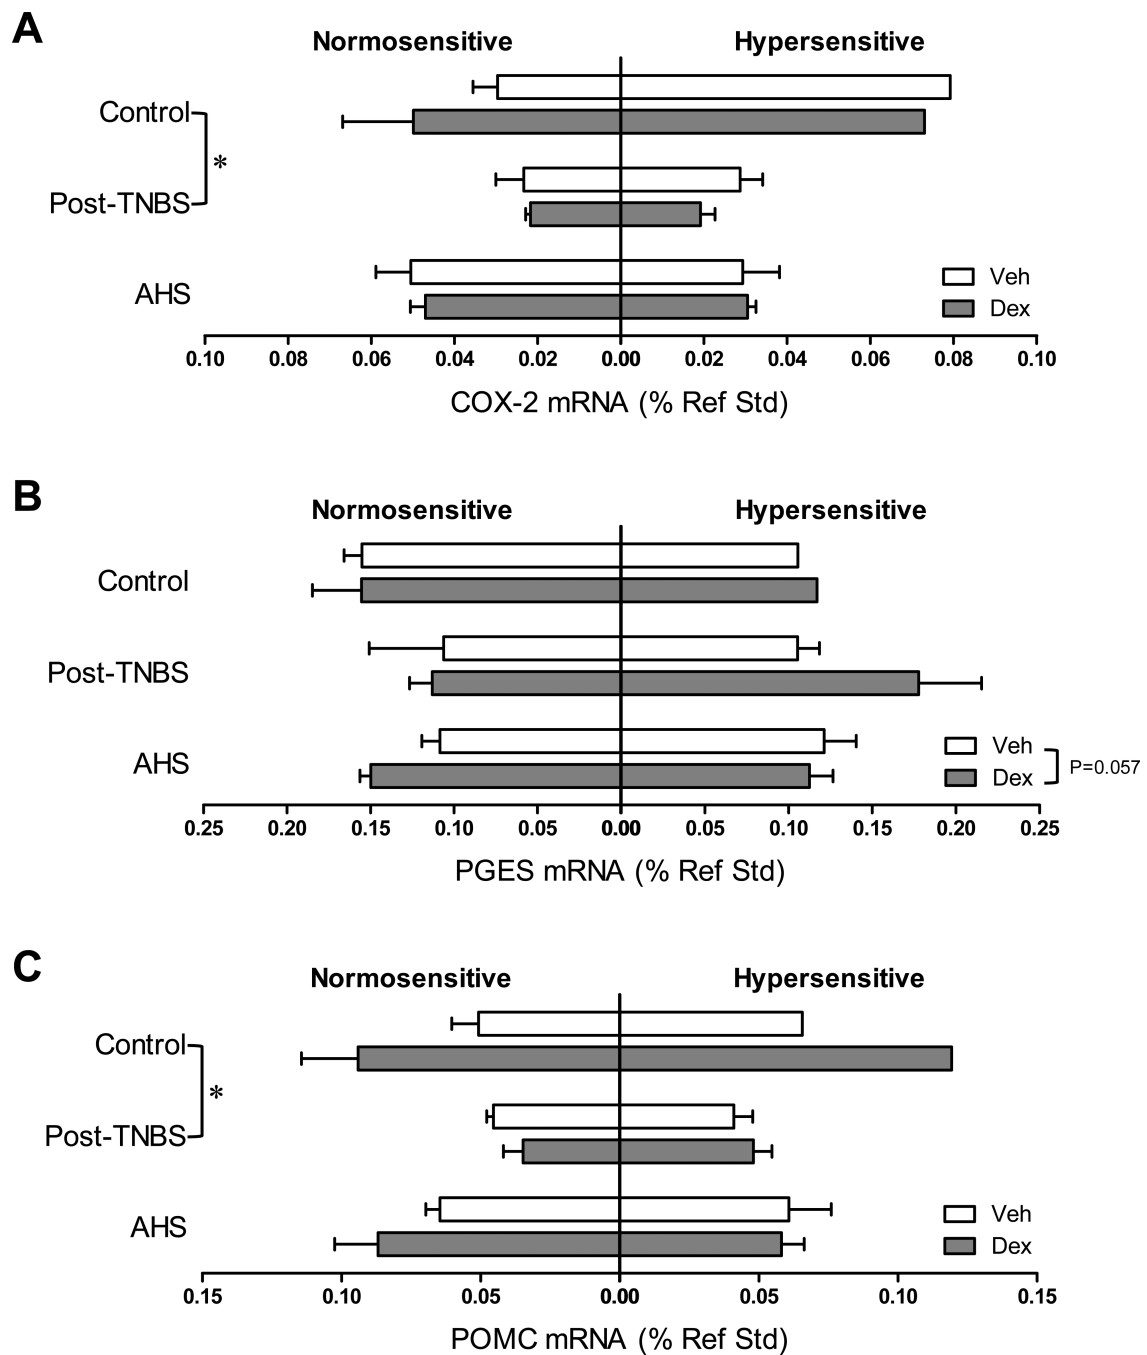 A
Normosensitive Hypersensitive
Control
*
Post-TNBS
AHS
Veh
Dex
0.10 0.08 0.06 0.04 0.02 0.00 0.02 0.04 0.06 0.08 0.10
COX-2 mRNA (% Ref Std)
B
Normosensitive Hypersensitive
Control
Post-TNBS
AHS
Veh
Dex
P=0.057
0.25 0.20 0.15 0.10 0.05 0.00 0.05 0.10 0.15 0.20 0.25
PGES mRNA (% Ref Std)
C
Normosensitive Hypersensitive
Control
*
Post-TNBS
AHS
Veh
Dex
0.15 0.10 0.05 0.00 0.05 0.10 0.15
POMC mRNA (% Ref Std)